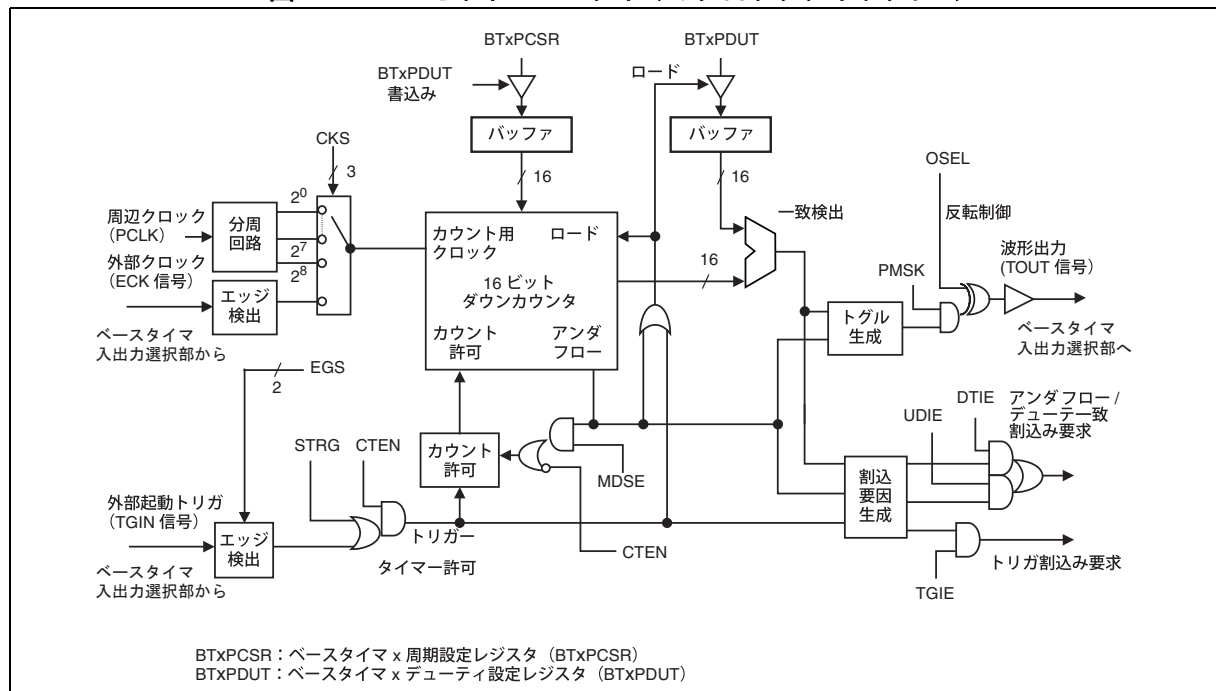 BTxPCSR
BTxPDUT
BTxPDUT
書込み
ロード
バッファ
バッファ
CKS
3
16
16
OSEL
周辺クロック
(PCLK)
分周
回路
2⁰
2⁷
2⁸
外部クロック
(ECK 信号)
エッジ
検出
ベースタイマ
入出力選択部から
カウント用
クロック
ロード
16 ビット
ダウンカウンタ
カウント
許可
アンダ
フロー
一致検出
16
反転制御
PMSK
波形出力
(TOUT 信号)
トグル
生成
ベースタイマ
入出力選択部へ
EGS
2
STRG
CTEN
カウント
許可
MDSE
CTEN
UDIE
DTIE
アンダフロー /
デューティ一致
割込み要求
割込
要因
生成
外部起動トリガ
(TGIN 信号)
エッジ
検出
トリガー
タイマー許可
ベースタイマ
入出力選択部から
トリガ割込み要求
TGIE
BTxPCSR：ベースタイマ x 周期設定レジスタ（BTxPCSR）
BTxPDUT：ベースタイマ x デューティ設定レジスタ（BTxPDUT）